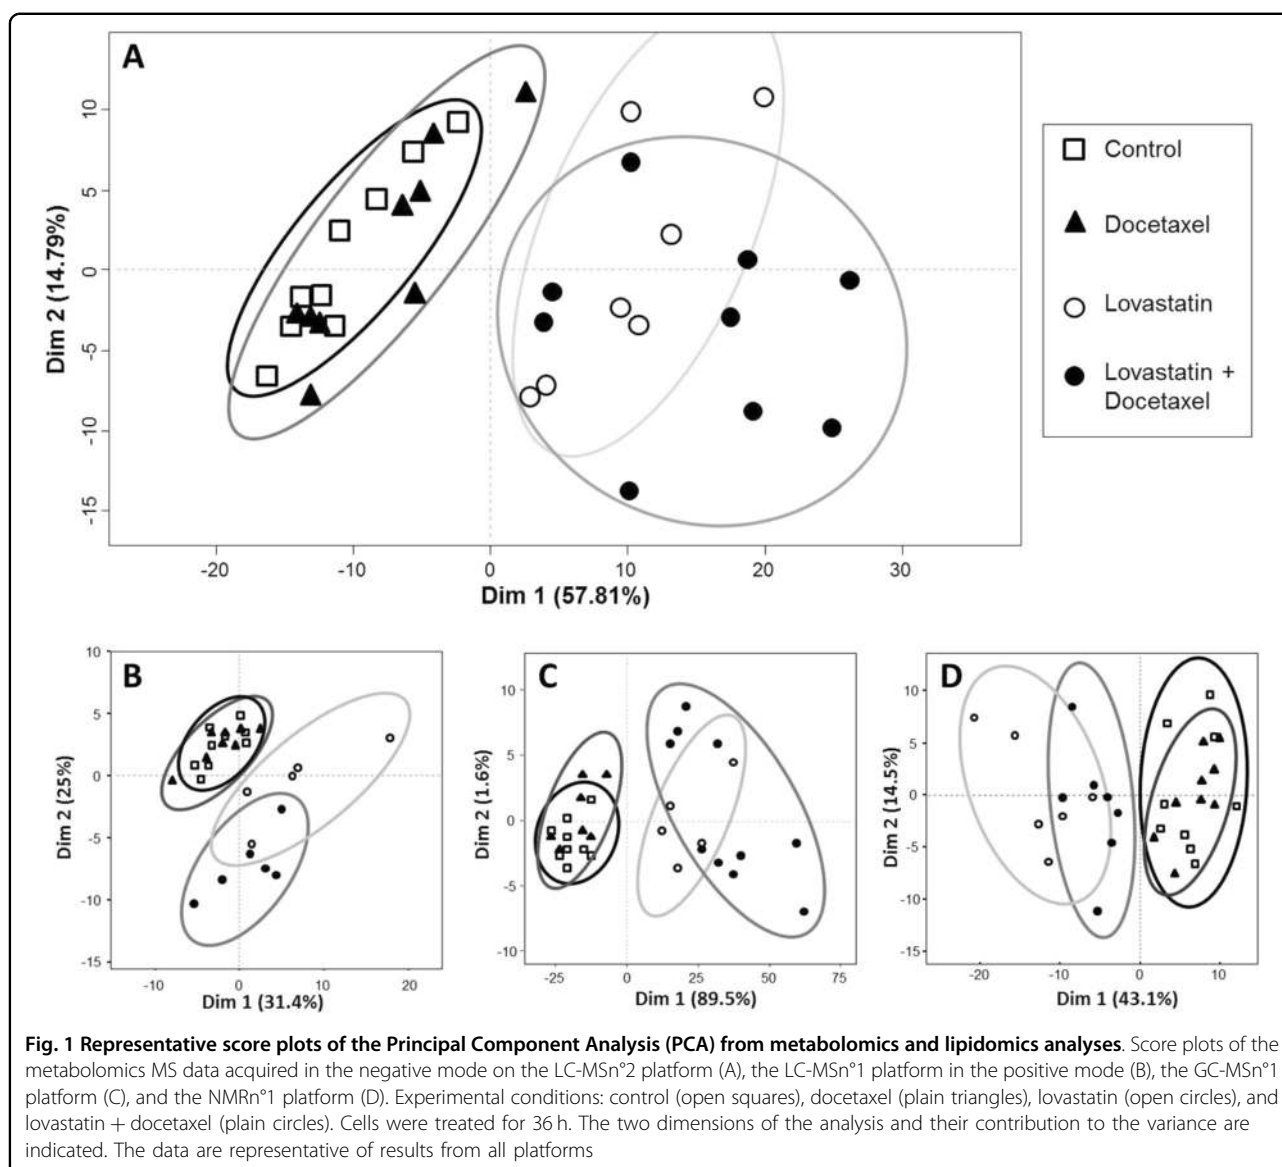 A
10
5
0
-5
-10
-15
Dim 2 (14.79%)
-20
-10
0
10
20
30
Dim 1 (57.81%)
Control
Docetaxel
Lovastatin
Lovastatin +
Docetaxel
B
10
5
0
-5
-10
-15
Dim 2 (25%)
-10
0
10
20
Dim 1 (31.4%)
C
10
5
0
-5
-10
Dim 2 (1.6%)
-25
0
25
50
75
Dim 1 (89.5%)
D
10
5
0
-5
-10
-15
Dim 2 (14.5%)
-20
-10
0
10
Dim 1 (43.1%)
Fig. 1 Representative score plots of the Principal Component Analysis (PCA) from metabolomics and lipidomics analyses. Score plots of the
metabolomics MS data acquired in the negative mode on the LC-MSn°2 platform (A), the LC-MSn°1 platform in the positive mode (B), the GC-MSn°1
platform (C), and the NMRn°1 platform (D). Experimental conditions: control (open squares), docetaxel (plain triangles), lovastatin (open circles), and
lovastatin + docetaxel (plain circles). Cells were treated for 36 h. The two dimensions of the analysis and their contribution to the variance are
indicated. The data are representative of results from all platforms